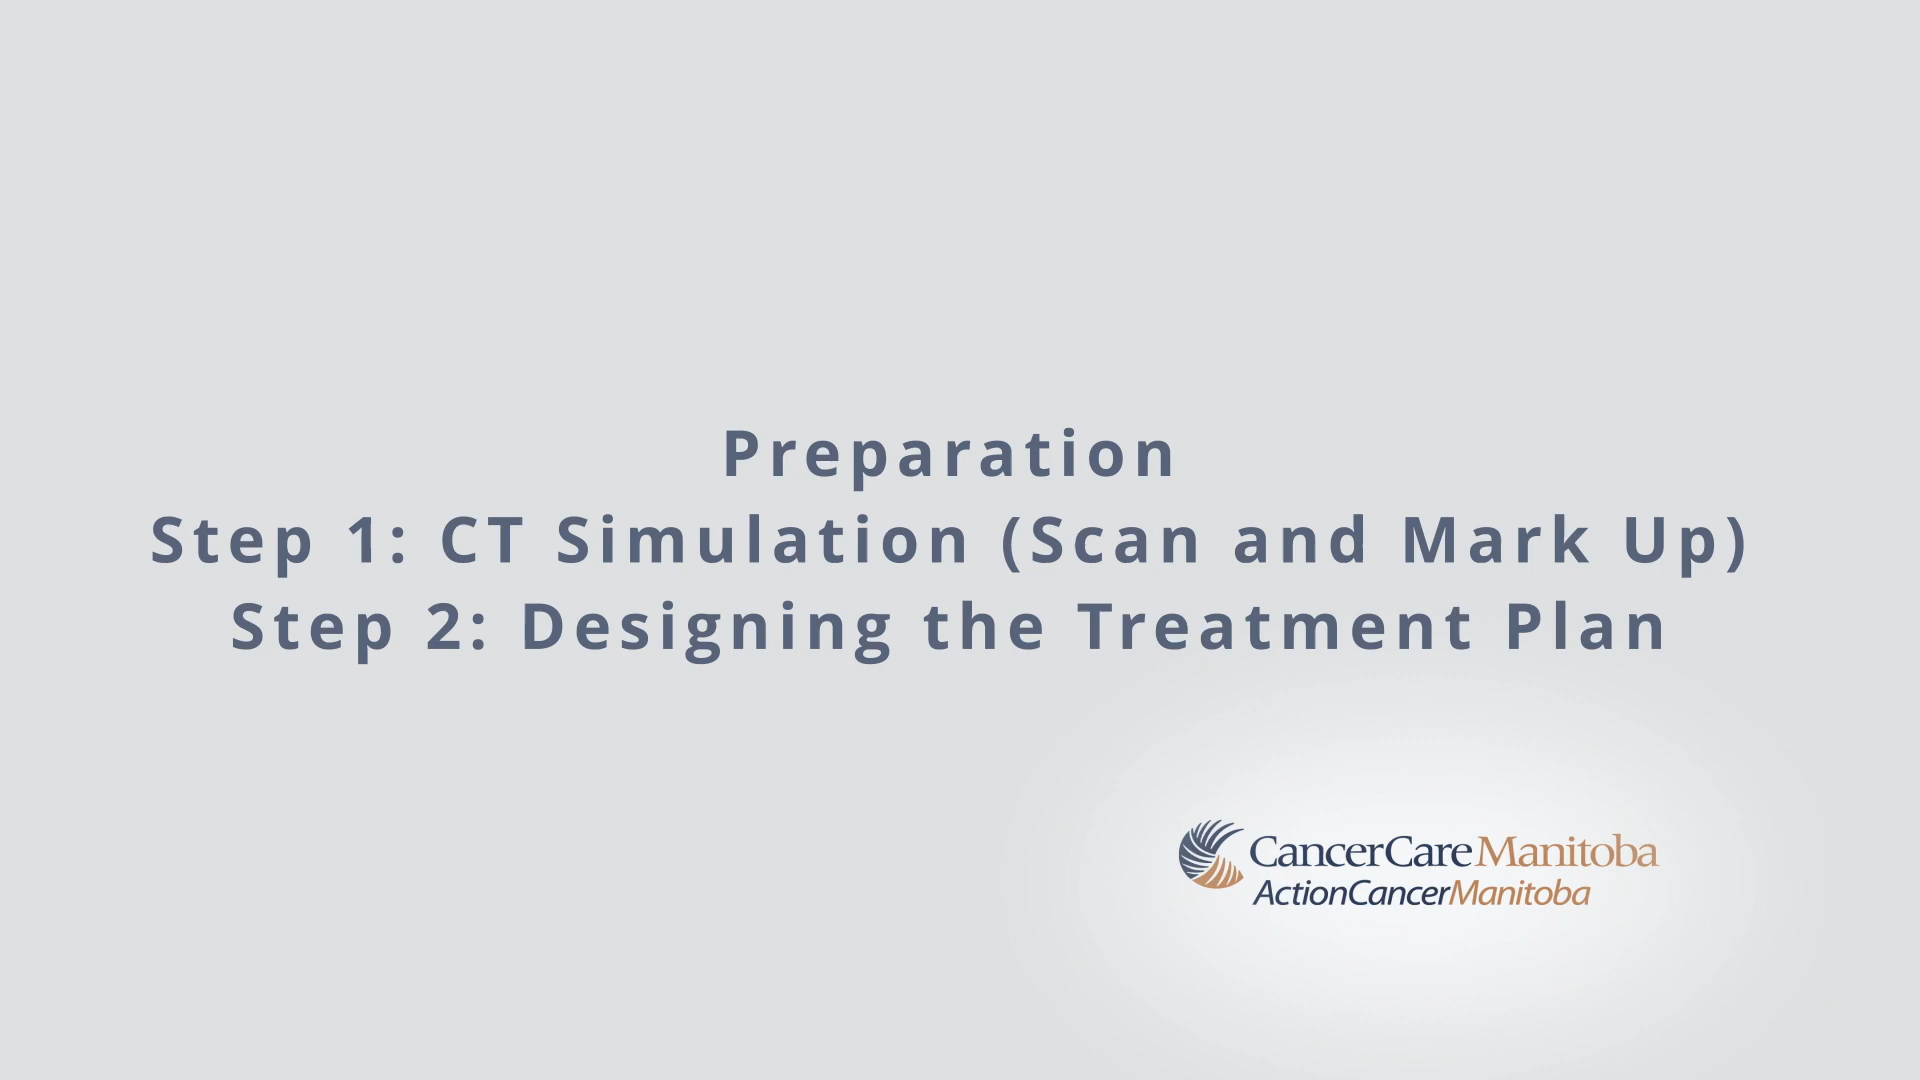 Preparation
Step 1: CT Simulation (Scan and Mark Up)
Step 2: Designing the Treatment Plan
CancerCareManitoba
ActionCancerManitoba